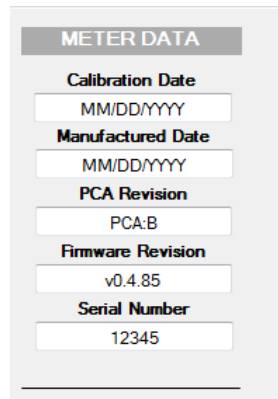 METER DATA
Calibration Date
MM/DD/YYYY
Manufactured Date
MM/DD/YYYY
PCA Revision
PCA:B
Firmware Revision
v0.4.85
Serial Number
12345